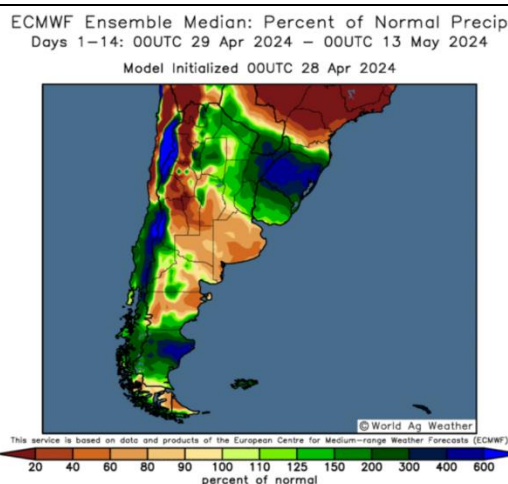 ECMWF Ensemble Median: Percent of Normal Precip
Days 1-14: 00UTC 29 Apr 2024 - 00UTC 13 May 2024
Model Initialized 00UTC 28 Apr 2024
© World Ag Weather
This service is based on data and products of the European Centre for Medium-range Weather Forecasts (ECMWF)
20 40 60 80 90 100 110 125 150 200 300 400 600
percent of normal